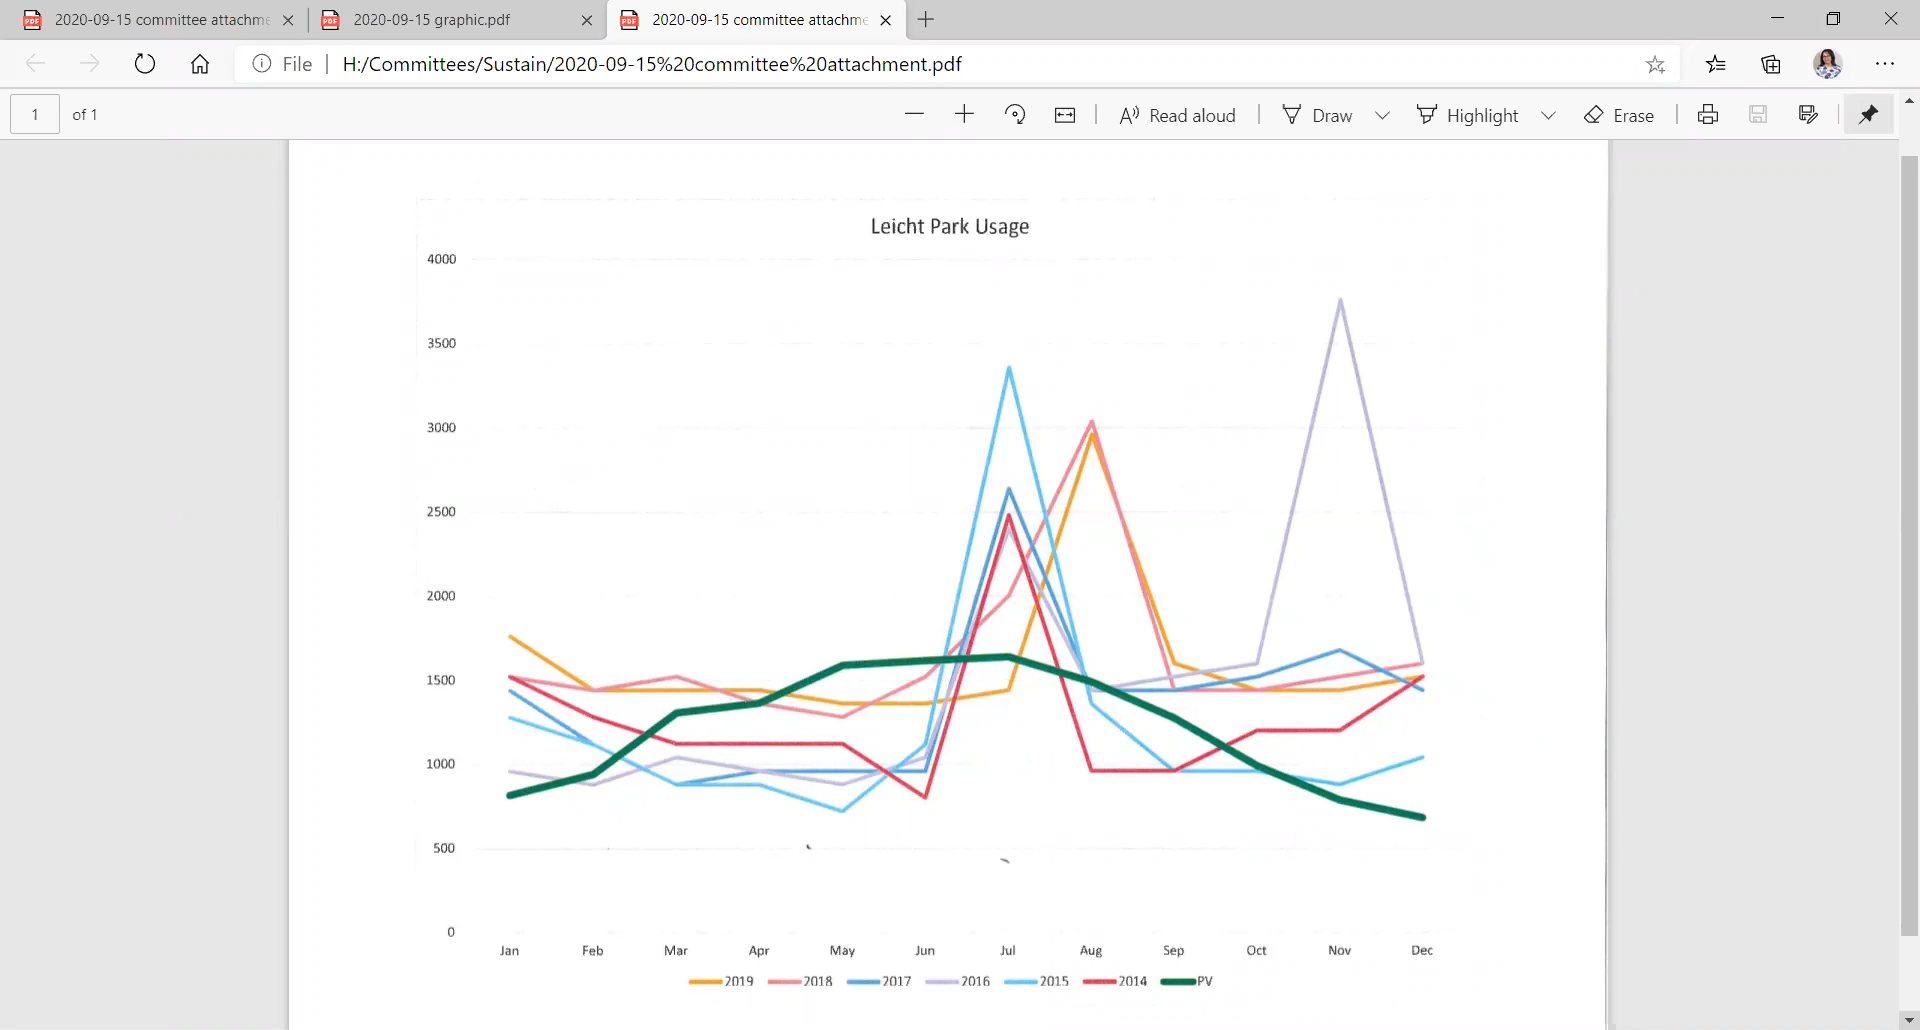 2020-09-15 committee attachme
2020-09-15 graphic.pdf
2020-09-15 committee attachme
File | H:/Committees/Sustain/2020-09-15%20committee%20attachment.pdf
1 of 1
Read aloud
Draw
Highlight
Erase
Leicht Park Usage
4000
3500
3000
2500
2000
1500
1000
500
0
Jan Feb Mar Apr May Jun Jul Aug Sep Oct Nov Dec
2019 2018 2017 2016 2015 2014 PV